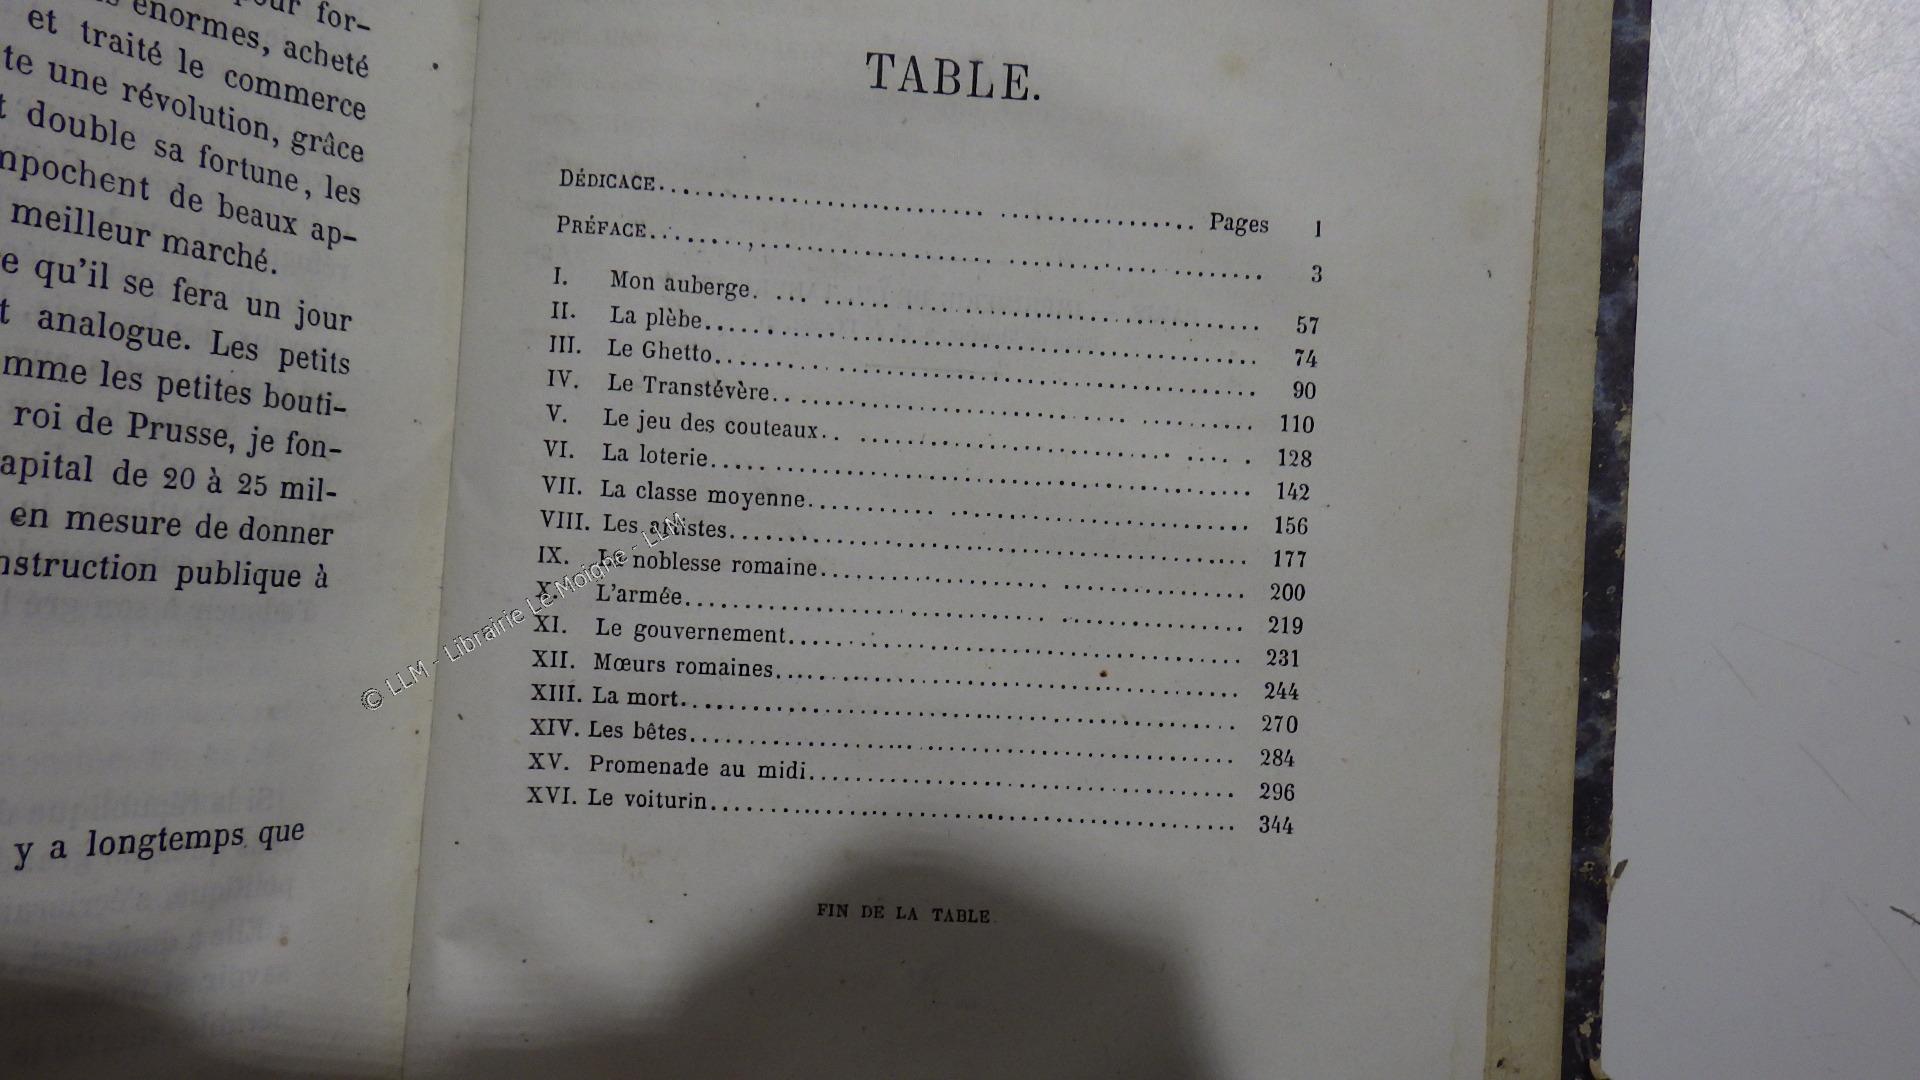 pour for-
énormes, acheté
et traité le commerce
te une révolution, grâce
double sa fortune, les
mpochent de beaux ap-
meilleur marché.
e qu'il se fera un jour
t analogue. Les petits
mme les petites bouti-
roi de Prusse, je fon-
apital de 20 à 25 mil-
en mesure de donner
nstruction publique à
y a longtemps que
TABLE.
DÉDICACE........ Pages 1
PRÉFACE........ 3
I. Mon auberge........ 57
II. La plèbe........ 74
III. Le Ghetto........ 90
IV. Le Transtévère........ 110
V. Le jeu des couteaux........ 128
VI. La loterie........ 142
VII. La classe moyenne........ 156
VIII. Les artistes........ 177
IX. La noblesse romaine........ 200
X. L'armée........ 219
XI. Le gouvernement........ 231
XII. Mœurs romaines........ 244
XIII. La mort........ 270
XIV. Les bêtes........ 284
XV. Promenade au midi........ 296
XVI. Le voiturin........ 344
FIN DE LA TABLE
© LLM - Librairie Le Moigne - LLM